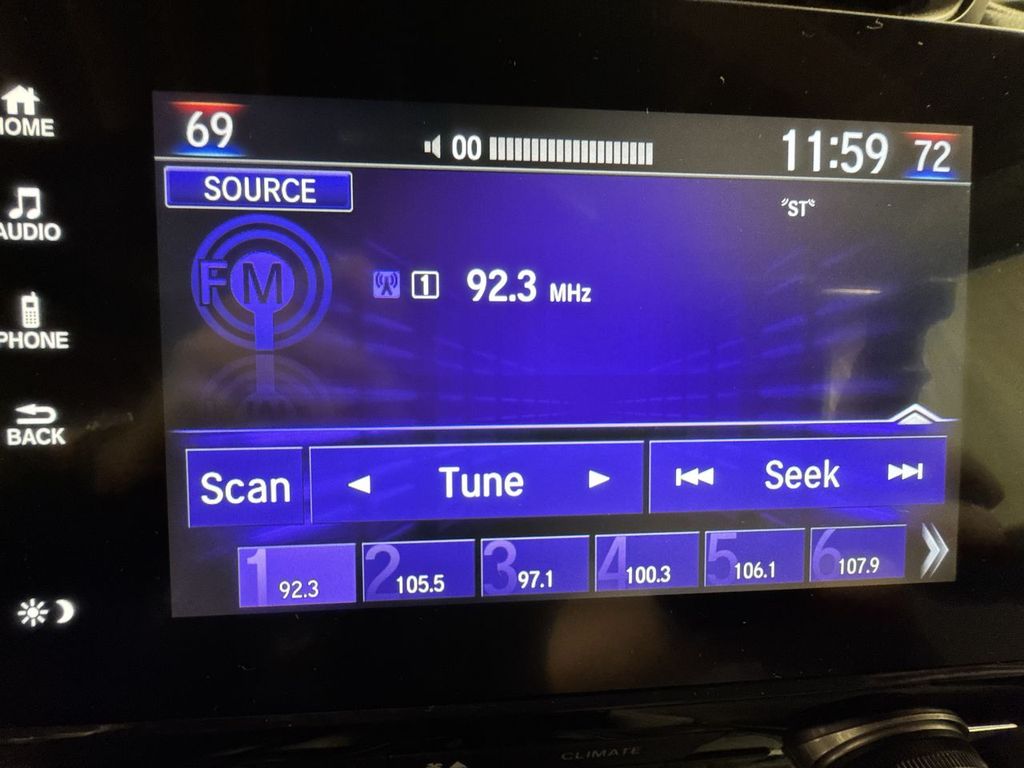 HOME
AUDIO
PHONE
BACK
69
00
11:59
72
SOURCE
"ST"
FM
1 92.3 MHz
Scan
Tune
Seek
1 92.3
2 105.5
3 97.1
4 100.3
5 106.1
6 107.9
CLIMATE